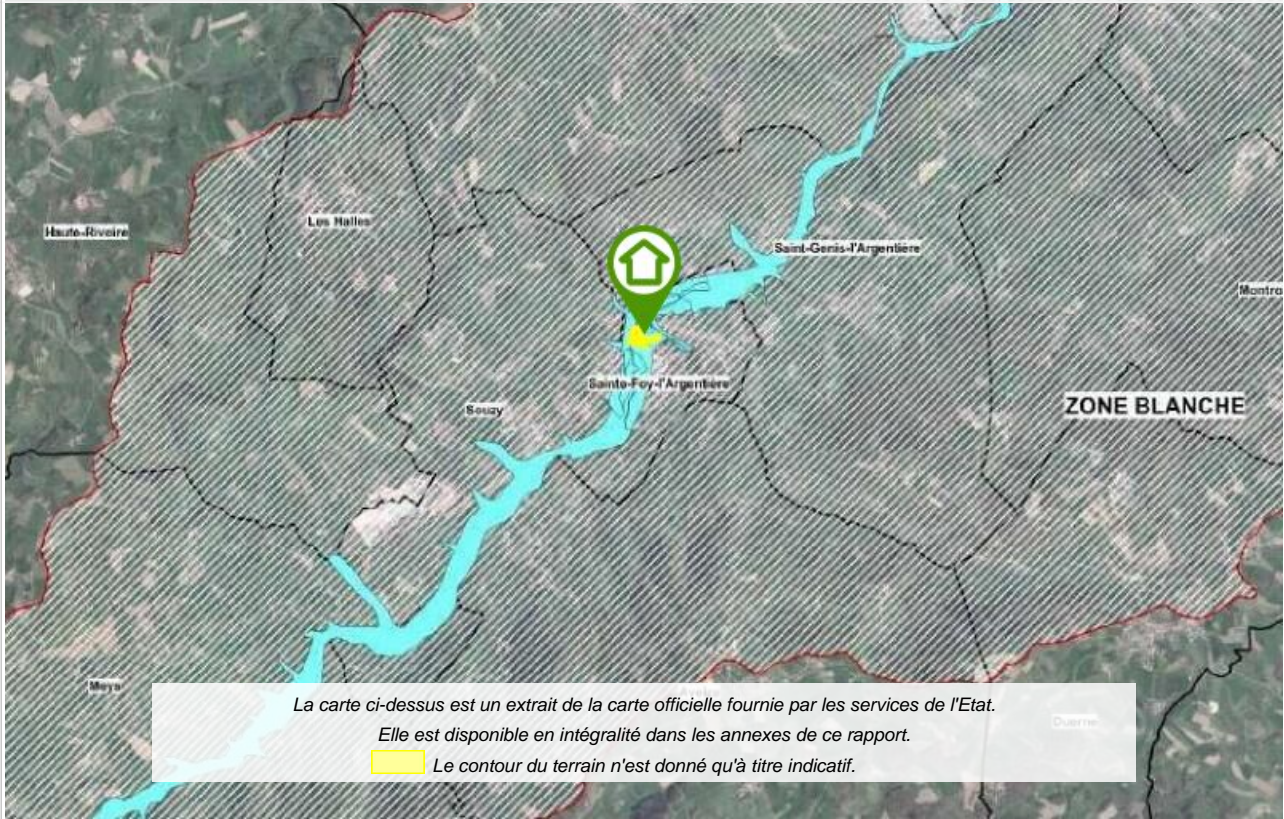 Les Halles
Haute-Rivoire
Saint-Genis-l'Argentière
Montro
Sainte-Foy-l'Argentière
Souzy
ZONE BLANCHE
Meys
Aveize
Duerne
La carte ci-dessus est un extrait de la carte officielle fournie par les services de l'Etat.
Elle est disponible en intégralité dans les annexes de ce rapport.
Le contour du terrain n'est donné qu'à titre indicatif.